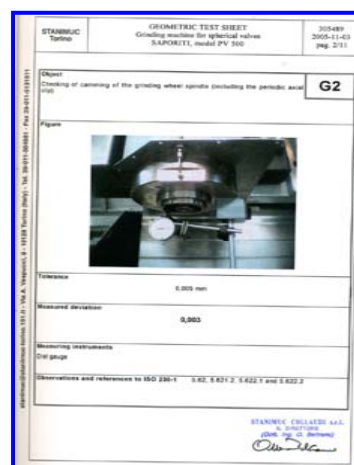 STANIMUC
Torino
GEOMETRIC TEST SHEET
Grinding machine for spherical valves
SAPORITI, model PV 500
305489
2005-11-03
pag. 2/11
Object
Checking of camming of the grinding wheel spindle (including the periodic axial
slip)
G2
Figure
Tolerance
0,005 mm
Measured deviation
0,003
Measuring instruments
Dial gauge
Observations and references to ISO 230-1 5.62, 5.621.2, 5.622.1 and 5.622.2
STANIMUC COLLAUDI s.r.l.
IL DIRETTORE
(Dott. Ing. O. Bertrami)